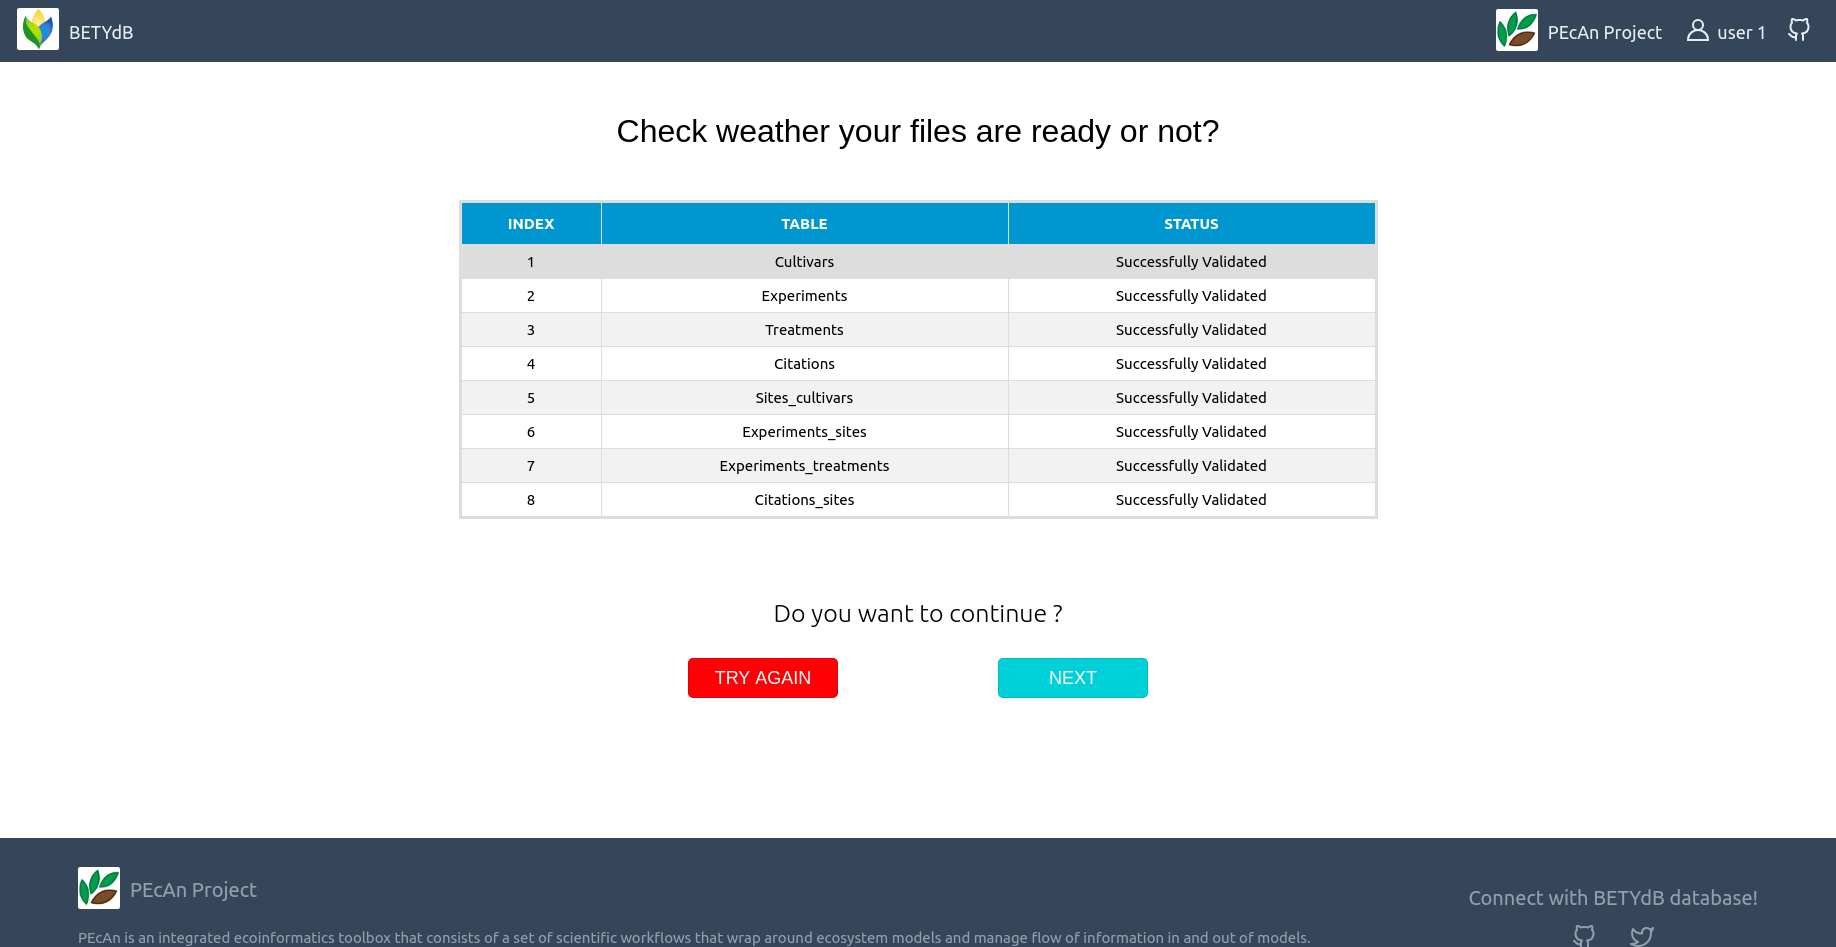 BETYdB
PEcAn Project
user 1
Check weather your files are ready or not?
INDEX TABLE STATUS
1 Cultivars Successfully Validated
2 Experiments Successfully Validated
3 Treatments Successfully Validated
4 Citations Successfully Validated
5 Sites_cultivars Successfully Validated
6 Experiments_sites Successfully Validated
7 Experiments_treatments Successfully Validated
8 Citations_sites Successfully Validated
Do you want to continue ?
TRY AGAIN
NEXT
PEcAn Project
Connect with BETYdB database!
PEcAn is an integrated ecoinformatics toolbox that consists of a set of scientific workflows that wrap around ecosystem models and manage flow of information in and out of models.